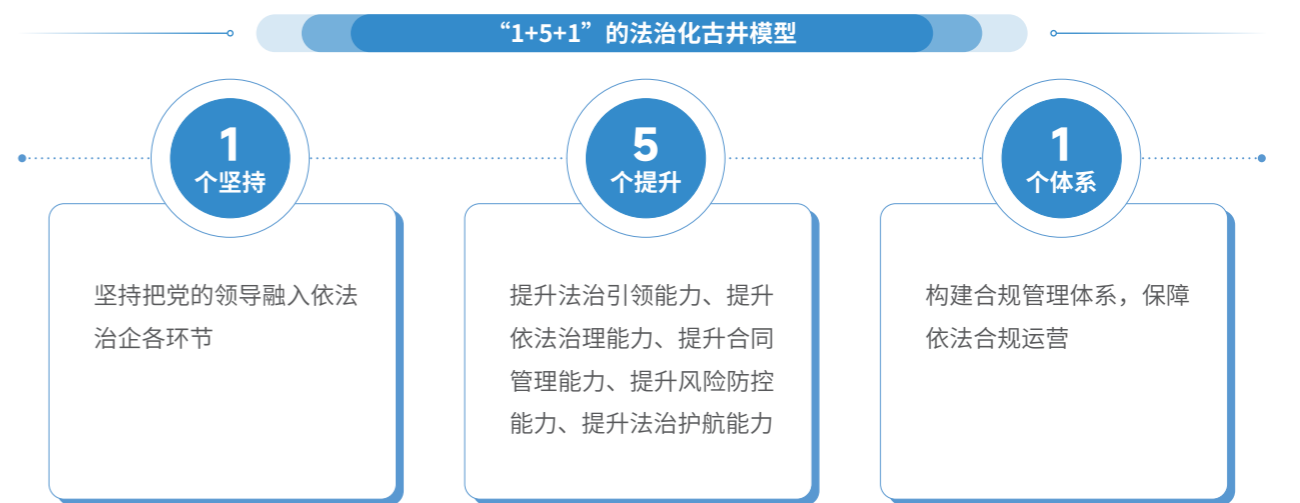 “1+5+1”的法治化古井模型
1
个坚持
坚持把党的领导融入依法
治企各环节
5
个提升
提升法治引领能力、提升
依法治理能力、提升合同
管理能力、提升风险防控
能力、提升法治护航能力
1
个体系
构建合规管理体系，保障
依法合规运营